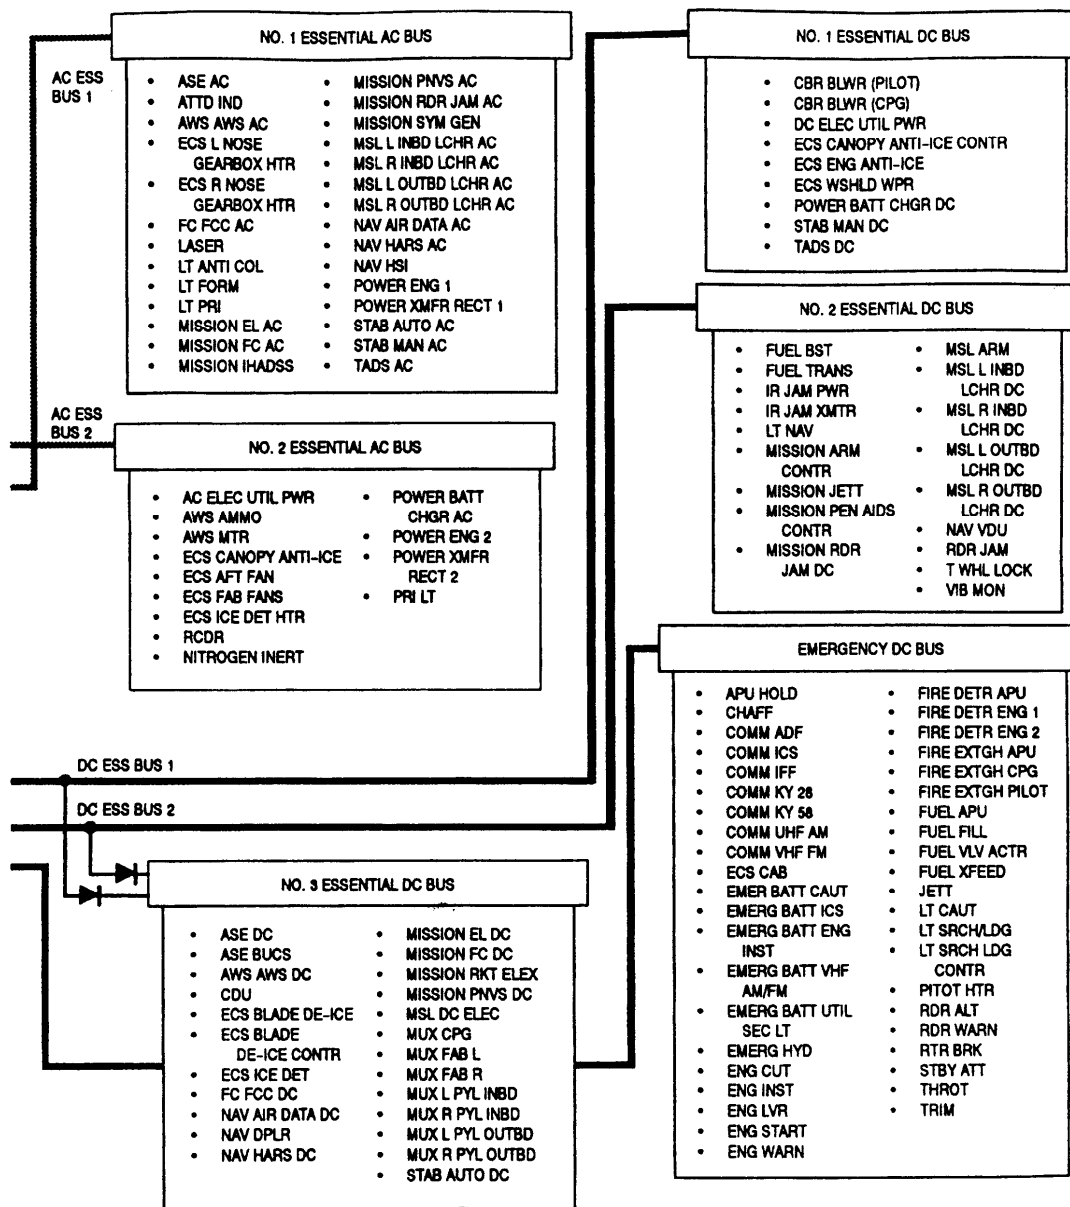 NO. 1 ESSENTIAL AC BUS
AC ESS
BUS 1
• ASE AC
• ATTD IND
• AWS AWS AC
• ECS L NOSE
GEARBOX HTR
• ECS R NOSE
GEARBOX HTR
• FC FCC AC
• LASER
• LT ANTI COL
• LT FORM
• LT PRI
• MISSION EL AC
• MISSION FC AC
• MISSION IHADSS
• MISSION PNVS AC
• MISSION RDR JAM AC
• MISSION SYM GEN
• MSL L INBD LCHR AC
• MSL R INBD LCHR AC
• MSL L OUTBD LCHR AC
• MSL R OUTBD LCHR AC
• NAV AIR DATA AC
• NAV HARS AC
• NAV HSI
• POWER ENG 1
• POWER XMFR RECT 1
• STAB AUTO AC
• STAB MAN AC
• TADS AC
AC ESS
BUS 2
NO. 2 ESSENTIAL AC BUS
• AC ELEC UTIL PWR
• AWS AMMO
• AWS MTR
• ECS CANOPY ANTI-ICE
• ECS AFT FAN
• ECS FAB FANS
• ECS ICE DET HTR
• RCDR
• NITROGEN INERT
• POWER BATT
CHGR AC
• POWER ENG 2
• POWER XMFR
RECT 2
• PRI LT
NO. 1 ESSENTIAL DC BUS
• CBR BLWR (PILOT)
• CBR BLWR (CPG)
• DC ELEC UTIL PWR
• ECS CANOPY ANTI-ICE CONTR
• ECS ENG ANTI-ICE
• ECS WSHLD WPR
• POWER BATT CHGR DC
• STAB MAN DC
• TADS DC
NO. 2 ESSENTIAL DC BUS
• FUEL BST
• FUEL TRANS
• IR JAM PWR
• IR JAM XMTR
• LT NAV
• MISSION ARM
CONTR
• MISSION JETT
• MISSION PEN AIDS
CONTR
• MISSION RDR
JAM DC
• MSL ARM
• MSL L INBD
LCHR DC
• MSL R INBD
LCHR DC
• MSL L OUTBD
LCHR DC
• MSL R OUTBD
LCHR DC
• NAV VDU
• RDR JAM
• T WHL LOCK
• VIB MON
DC ESS BUS 1
DC ESS BUS 2
NO. 3 ESSENTIAL DC BUS
• ASE DC
• ASE BUCS
• AWS AWS DC
• CDU
• ECS BLADE DE-ICE
• ECS BLADE
DE-ICE CONTR
• ECS ICE DET
• FC FCC DC
• NAV AIR DATA DC
• NAV DPLR
• NAV HARS DC
• MISSION EL DC
• MISSION FC DC
• MISSION RKT ELEX
• MISSION PNVS DC
• MSL DC ELEC
• MUX CPG
• MUX FAB L
• MUX FAB R
• MUX L PYL INBD
• MUX R PYL INBD
• MUX L PYL OUTBD
• MUX R PYL OUTBD
• STAB AUTO DC
EMERGENCY DC BUS
• APU HOLD
• CHAFF
• COMM ADF
• COMM ICS
• COMM IFF
• COMM KY 28
• COMM KY 58
• COMM UHF AM
• COMM VHF FM
• ECS CAB
• EMER BATT CAUT
• EMERG BATT ICS
• EMERG BATT ENG
INST
• EMERG BATT VHF
AM/FM
• EMERG BATT UTIL
SEC LT
• EMERG HYD
• ENG CUT
• ENG INST
• ENG LVR
• ENG START
• ENG WARN
• FIRE DETR APU
• FIRE DETR ENG 1
• FIRE DETR ENG 2
• FIRE EXTGH APU
• FIRE EXTGH CPG
• FIRE EXTGH PILOT
• FUEL APU
• FUEL FILL
• FUEL VLV ACTR
• FUEL XFEED
• JETT
• LT CAUT
• LT SRCH/LDG
• LT SRCH LDG
CONTR
• PITOT HTR
• RDR ALT
• RDR WARN
• RTR BRK
• STBY ATT
• THROT
• TRIM